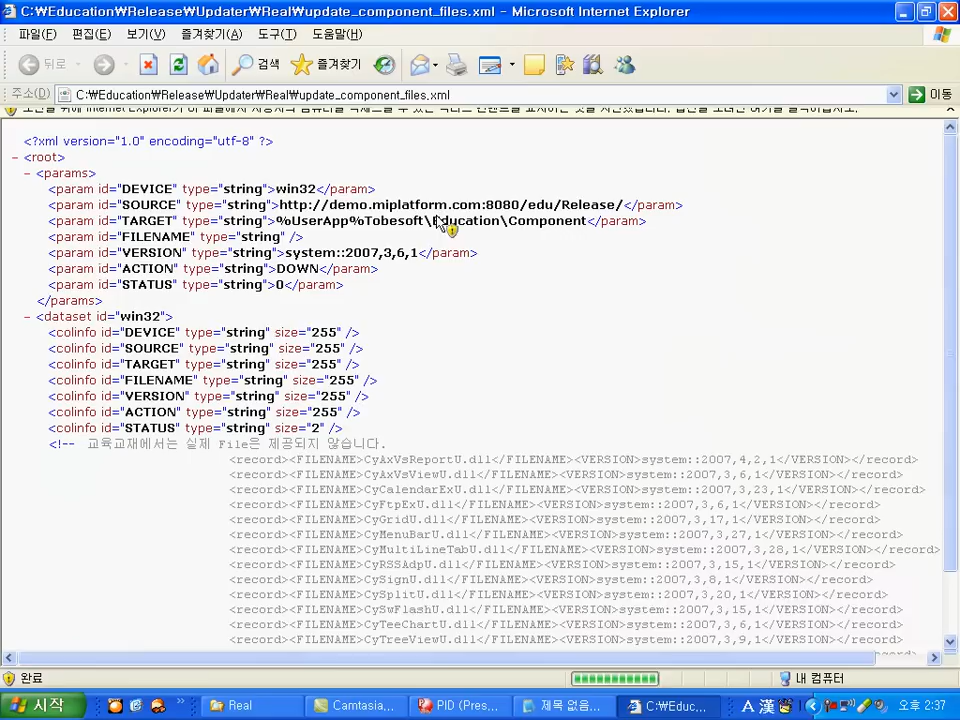 C:\Education\Release\Updater\Real\update_component_files.xml - Microsoft Internet Explorer
파일(F) 편집(E) 보기(V) 즐겨찾기(A) 도구(T) 도움말(H)
뒤로 검색 즐겨찾기
주소(D) C:\Education\Release\Updater\Real\update_component_files.xml 이동
<?xml version="1.0" encoding="utf-8" ?>
- <root>
- <params>
<param id="DEVICE" type="string">win32</param>
<param id="SOURCE" type="string">http://demo.miplatform.com:8080/edu/Release/</param>
<param id="TARGET" type="string">%UserApp%Tobesoft\Education\Component</param>
<param id="FILENAME" type="string" />
<param id="VERSION" type="string">system::2007,3,6,1</param>
<param id="ACTION" type="string">DOWN</param>
<param id="STATUS" type="string">0</param>
</params>
- <dataset id="win32">
<colinfo id="DEVICE" type="string" size="255" />
<colinfo id="SOURCE" type="string" size="255" />
<colinfo id="TARGET" type="string" size="255" />
<colinfo id="FILENAME" type="string" size="255" />
<colinfo id="VERSION" type="string" size="255" />
<colinfo id="ACTION" type="string" size="255" />
<colinfo id="STATUS" type="string" size="2" />
<!-- 교육교재에서는 실제 File은 제공되지 않습니다.
<record><FILENAME>CyAxVsReportU.dll</FILENAME><VERSION>system::2007,4,2,1</VERSION></record>
<record><FILENAME>CyAxVsViewU.dll</FILENAME><VERSION>system::2007,3,6,1</VERSION></record>
<record><FILENAME>CyCalendarExU.dll</FILENAME><VERSION>system::2007,3,23,1</VERSION></record>
<record><FILENAME>CyFtpExU.dll</FILENAME><VERSION>system::2007,3,6,1</VERSION></record>
<record><FILENAME>CyGridU.dll</FILENAME><VERSION>system::2007,3,17,1</VERSION></record>
<record><FILENAME>CyMenuBarU.dll</FILENAME><VERSION>system::2007,3,27,1</VERSION></record>
<record><FILENAME>CyMultiLineTabU.dll</FILENAME><VERSION>system::2007,3,28,1</VERSION></record>
<record><FILENAME>CyRSSAdpU.dll</FILENAME><VERSION>system::2007,3,15,1</VERSION></record>
<record><FILENAME>CySignU.dll</FILENAME><VERSION>system::2007,3,8,1</VERSION></record>
<record><FILENAME>CySplitU.dll</FILENAME><VERSION>system::2007,3,20,1</VERSION></record>
<record><FILENAME>CySwFlashU.dll</FILENAME><VERSION>system::2007,3,15,1</VERSION></record>
<record><FILENAME>CyTeeChartU.dll</FILENAME><VERSION>system::2007,3,6,1</VERSION></record>
<record><FILENAME>CyTreeViewU.dll</FILENAME><VERSION>system::2007,3,9,1</VERSION></record>
완료 내 컴퓨터
시작 Real Camtasia... PID (Pres... 제목 없음... C:\Educ... A 漢 오후 2:37